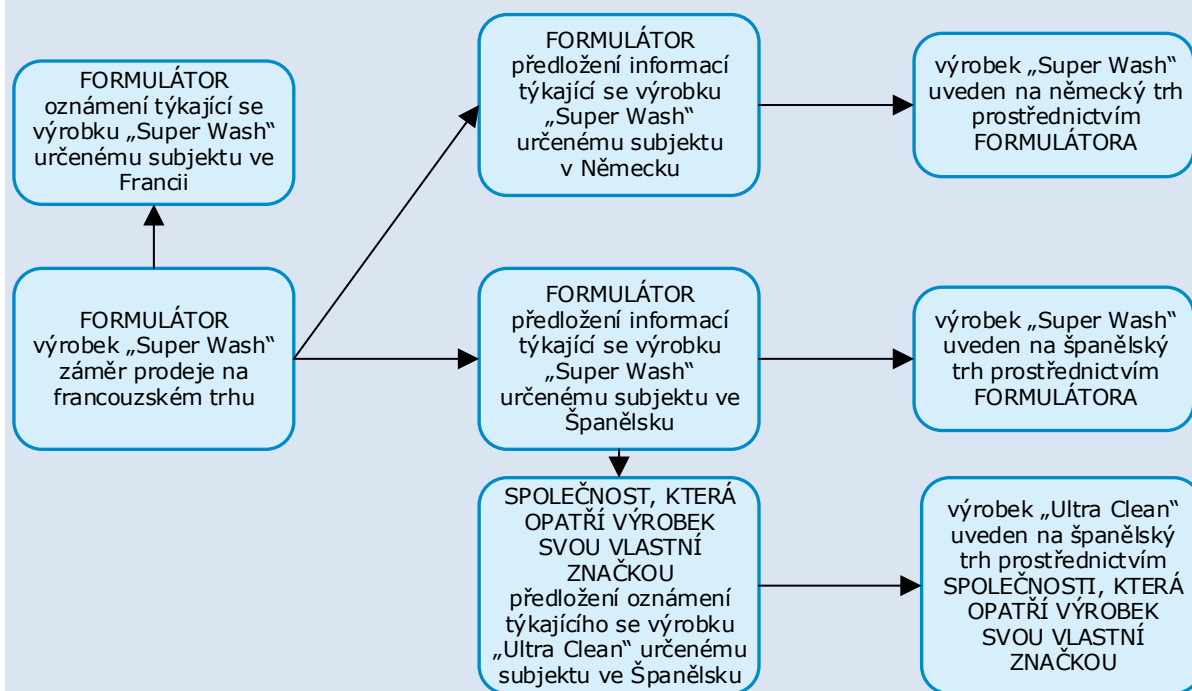 FORMULÁTOR
oznámení týkající se
výrobku „Super Wash“
určenému subjektu ve
Francii
FORMULÁTOR
předložení informací
týkající se výrobku
„Super Wash“
určenému subjektu
v Německu
výrobek „Super Wash“
uveden na německý trh
prostřednictvím
FORMULÁTORA
FORMULÁTOR
výrobek „Super Wash“
záměr prodeje na
francouzském trhu
FORMULÁTOR
předložení informací
týkající se výrobku
„Super Wash“
určenému subjektu ve
Španělsku
výrobek „Super Wash“
uveden na španělský
trh prostřednictvím
FORMULÁTORA
SPOLEČNOST, KTERÁ
OPATŘÍ VÝROBEK
SVOU VLASTNÍ
ZNAČKOU
předložení oznámení
týkajícího se výrobku
„Ultra Clean“ určenému
subjektu ve Španělsku
výrobek „Ultra Clean“
uveden na španělský
trh prostřednictvím
SPOLEČNOSTI, KTERÁ
OPATŘÍ VÝROBEK
SVOU VLASTNÍ
ZNAČKOU